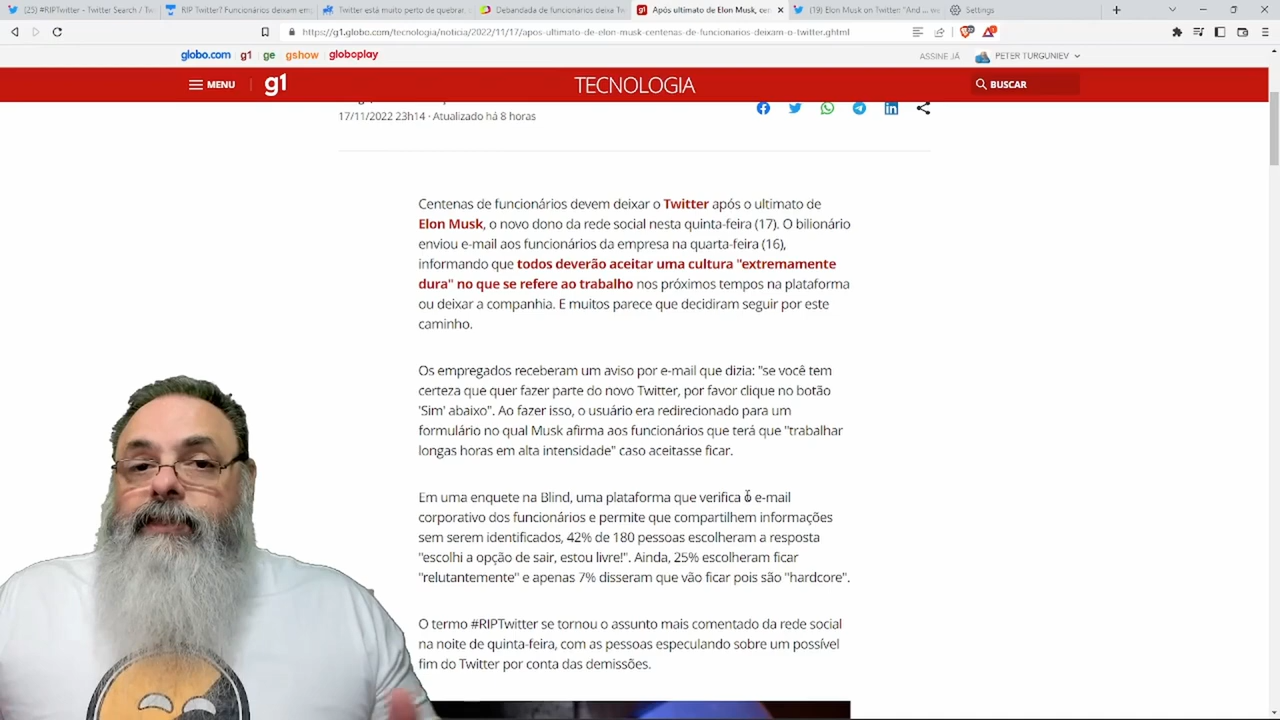 (25) #RIPTwitter - Twitter Search / Tw
RIP Twitter? Funcionários deixam em
Twitter está muito perto de quebrar,
Debandada de funcionários deixa Tw
Após ultimato de Elon Musk, cen
(19) Elon Musk on Twitter: "And ... we
Settings
https://g1.globo.com/tecnologia/noticia/2022/11/17/apos-ultimato-de-elon-musk-centenas-de-funcionarios-deixam-o-twitter.ghtml
globo.com g1 ge gshow globoplay
ASSINE JÁ
PETER TURGUNIEV
MENU
g1
TECNOLOGIA
BUSCAR
17/11/2022 23h14 · Atualizado há 8 horas
Centenas de funcionários devem deixar o Twitter após o ultimato de
Elon Musk, o novo dono da rede social nesta quinta-feira (17). O bilionário
enviou e-mail aos funcionários da empresa na quarta-feira (16),
informando que todos deverão aceitar uma cultura "extremamente
dura" no que se refere ao trabalho nos próximos tempos na plataforma
ou deixar a companhia. E muitos parece que decidiram seguir por este
caminho.
Os empregados receberam um aviso por e-mail que dizia: "se você tem
certeza que quer fazer parte do novo Twitter, por favor clique no botão
'Sim' abaixo". Ao fazer isso, o usuário era redirecionado para um
formulário no qual Musk afirma aos funcionários que terá que "trabalhar
longas horas em alta intensidade" caso aceitasse ficar.
Em uma enquete na Blind, uma plataforma que verifica o e-mail
corporativo dos funcionários e permite que compartilhem informações
sem serem identificados, 42% de 180 pessoas escolheram a resposta
"escolhi a opção de sair, estou livre!". Ainda, 25% escolheram ficar
"relutantemente" e apenas 7% disseram que vão ficar pois são "hardcore".
O termo #RIPTwitter se tornou o assunto mais comentado da rede social
na noite de quinta-feira, com as pessoas especulando sobre um possível
fim do Twitter por conta das demissões.